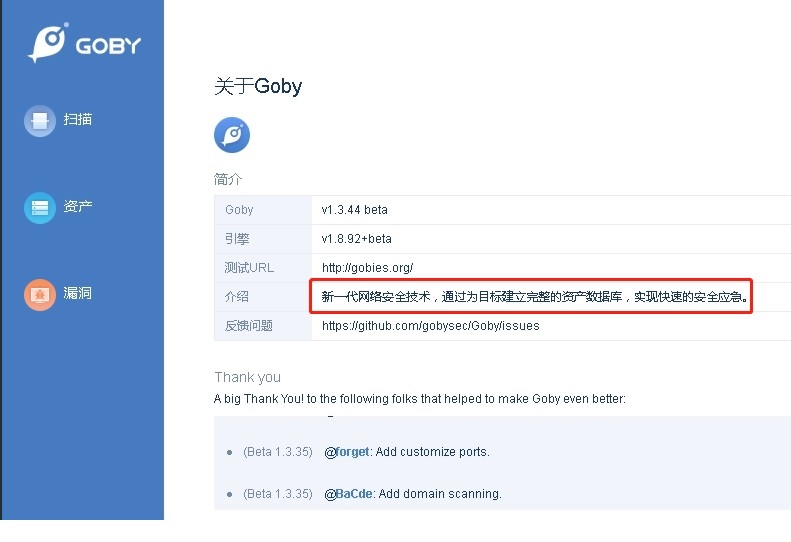 GOBY
扫描
资产
漏洞
关于Goby
简介
Goby v1.3.44 beta
引擎 v1.8.92+beta
测试URL http://gobies.org/
介绍 新一代网络安全技术，通过为目标建立完整的资产数据库，实现快速的安全应急。
反馈问题 https://github.com/gobysec/Goby/issues
Thank you
A big Thank You! to the following folks that helped to make Goby even better:
• (Beta 1.3.35) @forget: Add customize ports.
• (Beta 1.3.35) @BaCde: Add domain scanning.